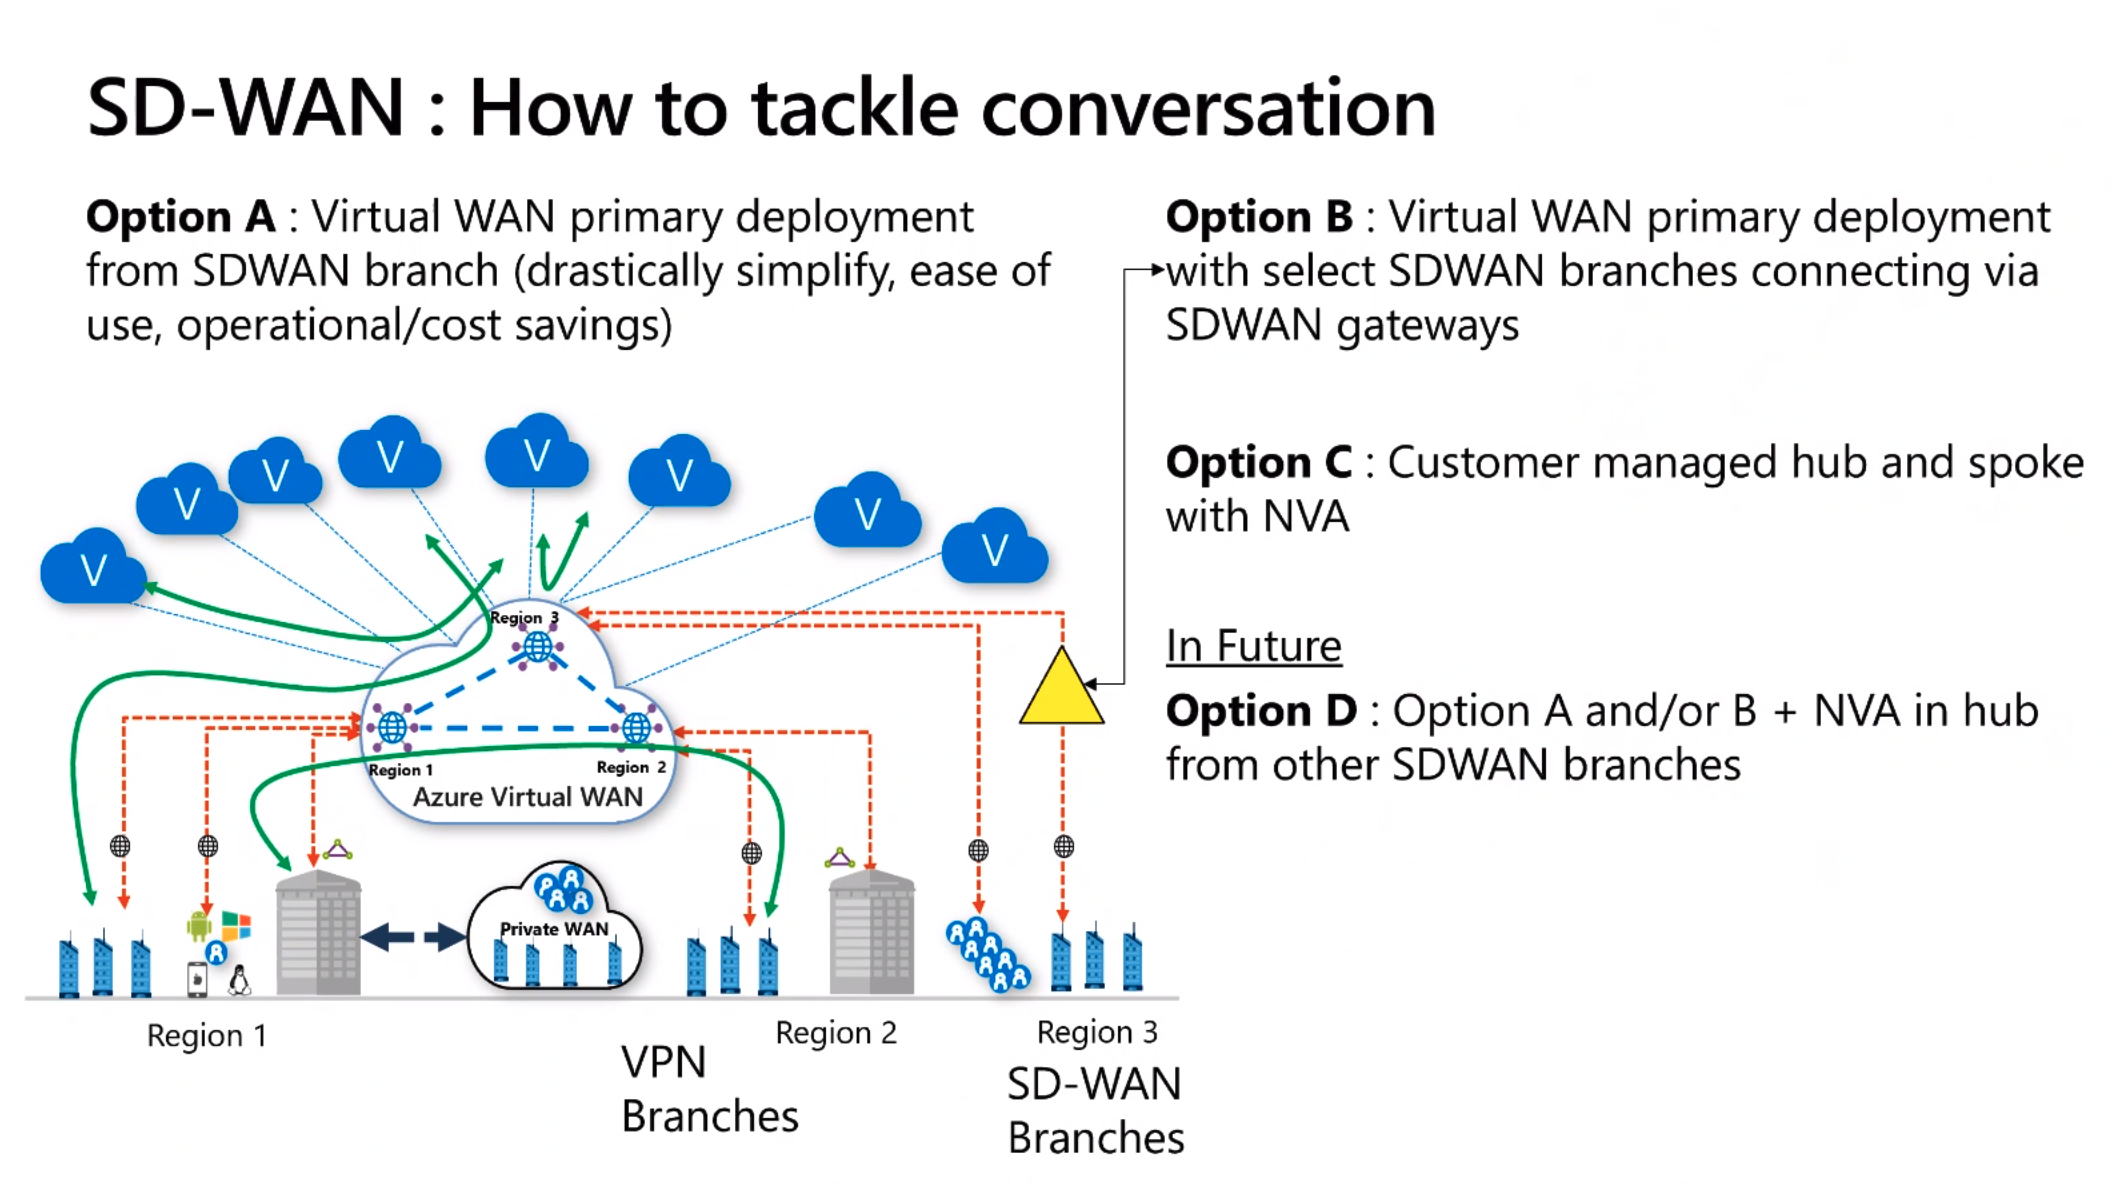 SD-WAN : How to tackle conversation
Option A : Virtual WAN primary deployment
from SDWAN branch (drastically simplify, ease of
use, operational/cost savings)
Option B : Virtual WAN primary deployment
with select SDWAN branches connecting via
SDWAN gateways
Option C : Customer managed hub and spoke
with NVA
In Future
Option D : Option A and/or B + NVA in hub
from other SDWAN branches
V
V
V
V
V
V
V
V
Region 3
Region 1
Region 2
Azure Virtual WAN
Private WAN
Region 1
Region 2
Region 3
VPN
Branches
SD-WAN
Branches